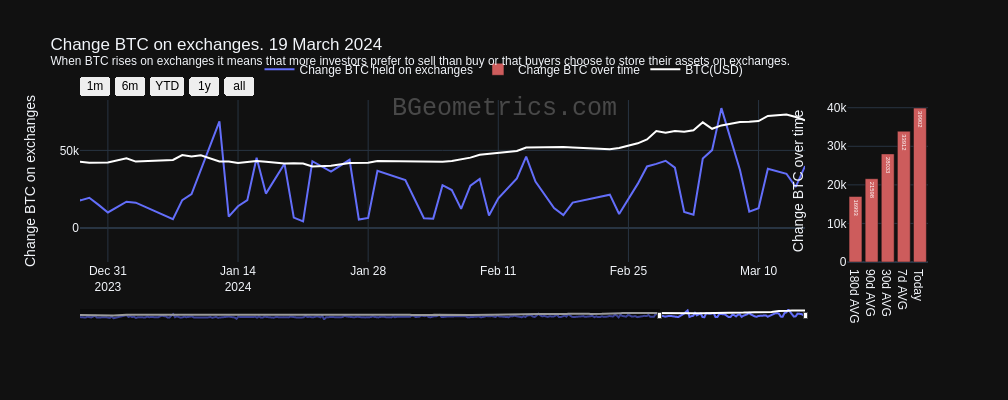 Change BTC on exchanges. 19 March 2024
When BTC rises on exchanges it means that more investors prefer to sell than buy or that buyers choose to store their assets on exchanges.
Change BTC held on exchanges Change BTC over time BTC(USD)
1m 6m YTD 1y all
BGeometrics.com
Change BTC on exchanges
50k
0
Dec 31 Jan 14 Jan 28 Feb 11 Feb 25 Mar 10
2023 2024
Change BTC over time
40k
30k
20k
10k
0
180d AVG
90d AVG
30d AVG
7d AVG
Today